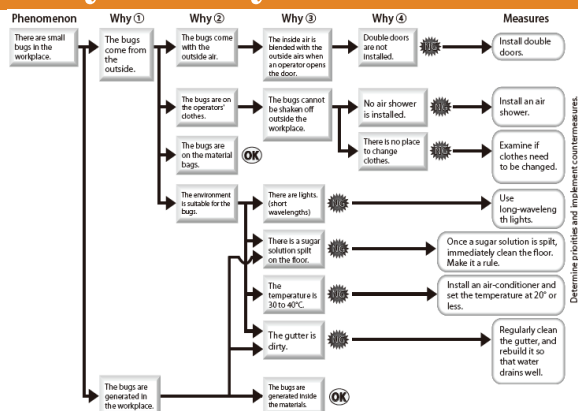 Phenomenon
Why ①
Why ②
Why ③
Why ④
Measures
There are small
bugs in the
workplace.
The bugs
come from
the
outside.
The bugs come
with the
outside air.
The inside air is
blended with the
outside airs when
an operator opens
the door.
Double doors
are not
installed.
Install double
doors.
The bugs are on
the operators'
clothes.
The bugs cannot
be shaken off
outside the
workplace.
No air shower
is installed.
Install an air
shower.
There is no place
to change
clothes.
Examine if
clothes need
to be changed.
The bugs are
on the material
bags.
OK
The environment
is suitable for the
bugs.
There are lights.
(short
wavelengths)
Use
long-waveleng
th lights.
There is a sugar
solution spilt
on the floor.
Once a sugar solution is spilt,
immediately clean the floor.
Make it a rule.
The
temperature is
30 to 40°C.
Install an air-conditioner and
set the temperature at 20° or
less.
The gutter is
dirty.
Regularly clean
the gutter, and
rebuild it so
that water
drains well.
The bugs are
generated in
the workplace.
The bugs are
generated inside
the materials.
OK
Determine priorities and implement countermeasures.